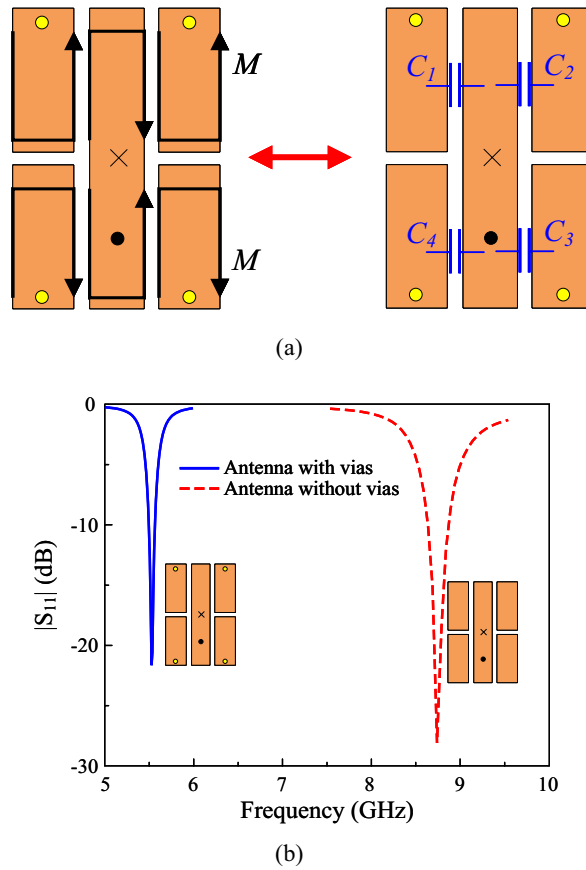 M
M
C1 C2
C4 C3
(a)
0
-10
-20
-30
|S11| (dB)
Antenna with vias
Antenna without vias
5 6 7 8 9 10
Frequency (GHz)
(b)